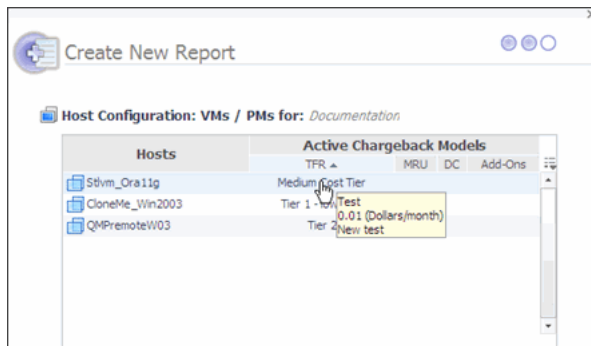 Create New Report
Host Configuration: VMs / PMs for: Documentation
Hosts
Active Chargeback Models
TFR MRU DC Add-Ons
Stlvm_Ora11g Medium Cost Tier
CloneMe_Win2003 Tier 1 -
QMPremoteW03 Tier 2
Test
0.01 (Dollars/month)
New test